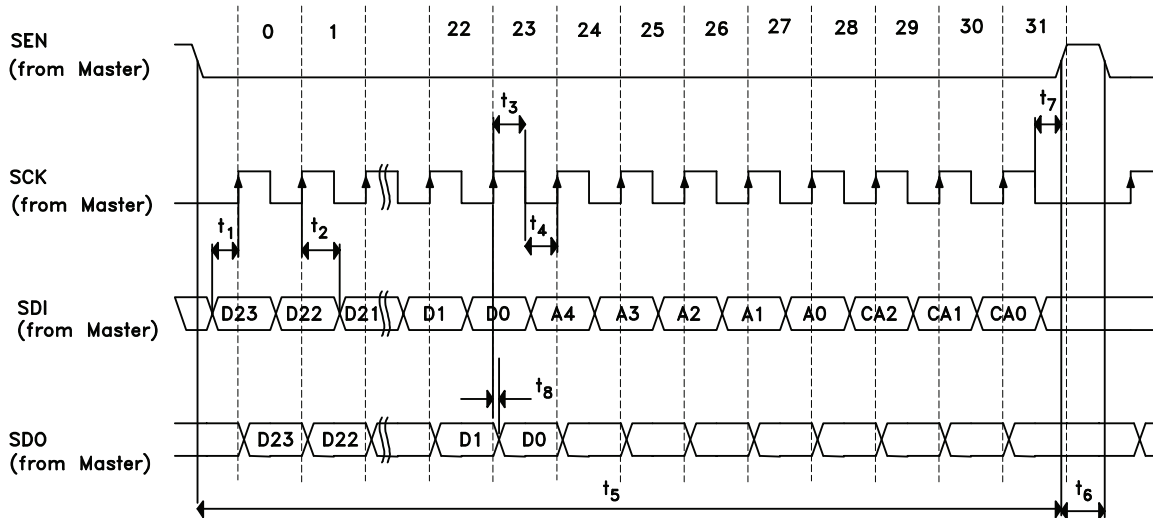 0 1 22 23 24 25 26 27 28 29 30 31
SEN
(from Master)
t3 t7
SCK
(from Master)
t1 t2 t4
SDI
(from Master)
D23 D22 D21 D1 D0 A4 A3 A2 A1 A0 CA2 CA1 CA0
t8
SDO
(from Master)
D23 D22 D1 D0
t5 t6